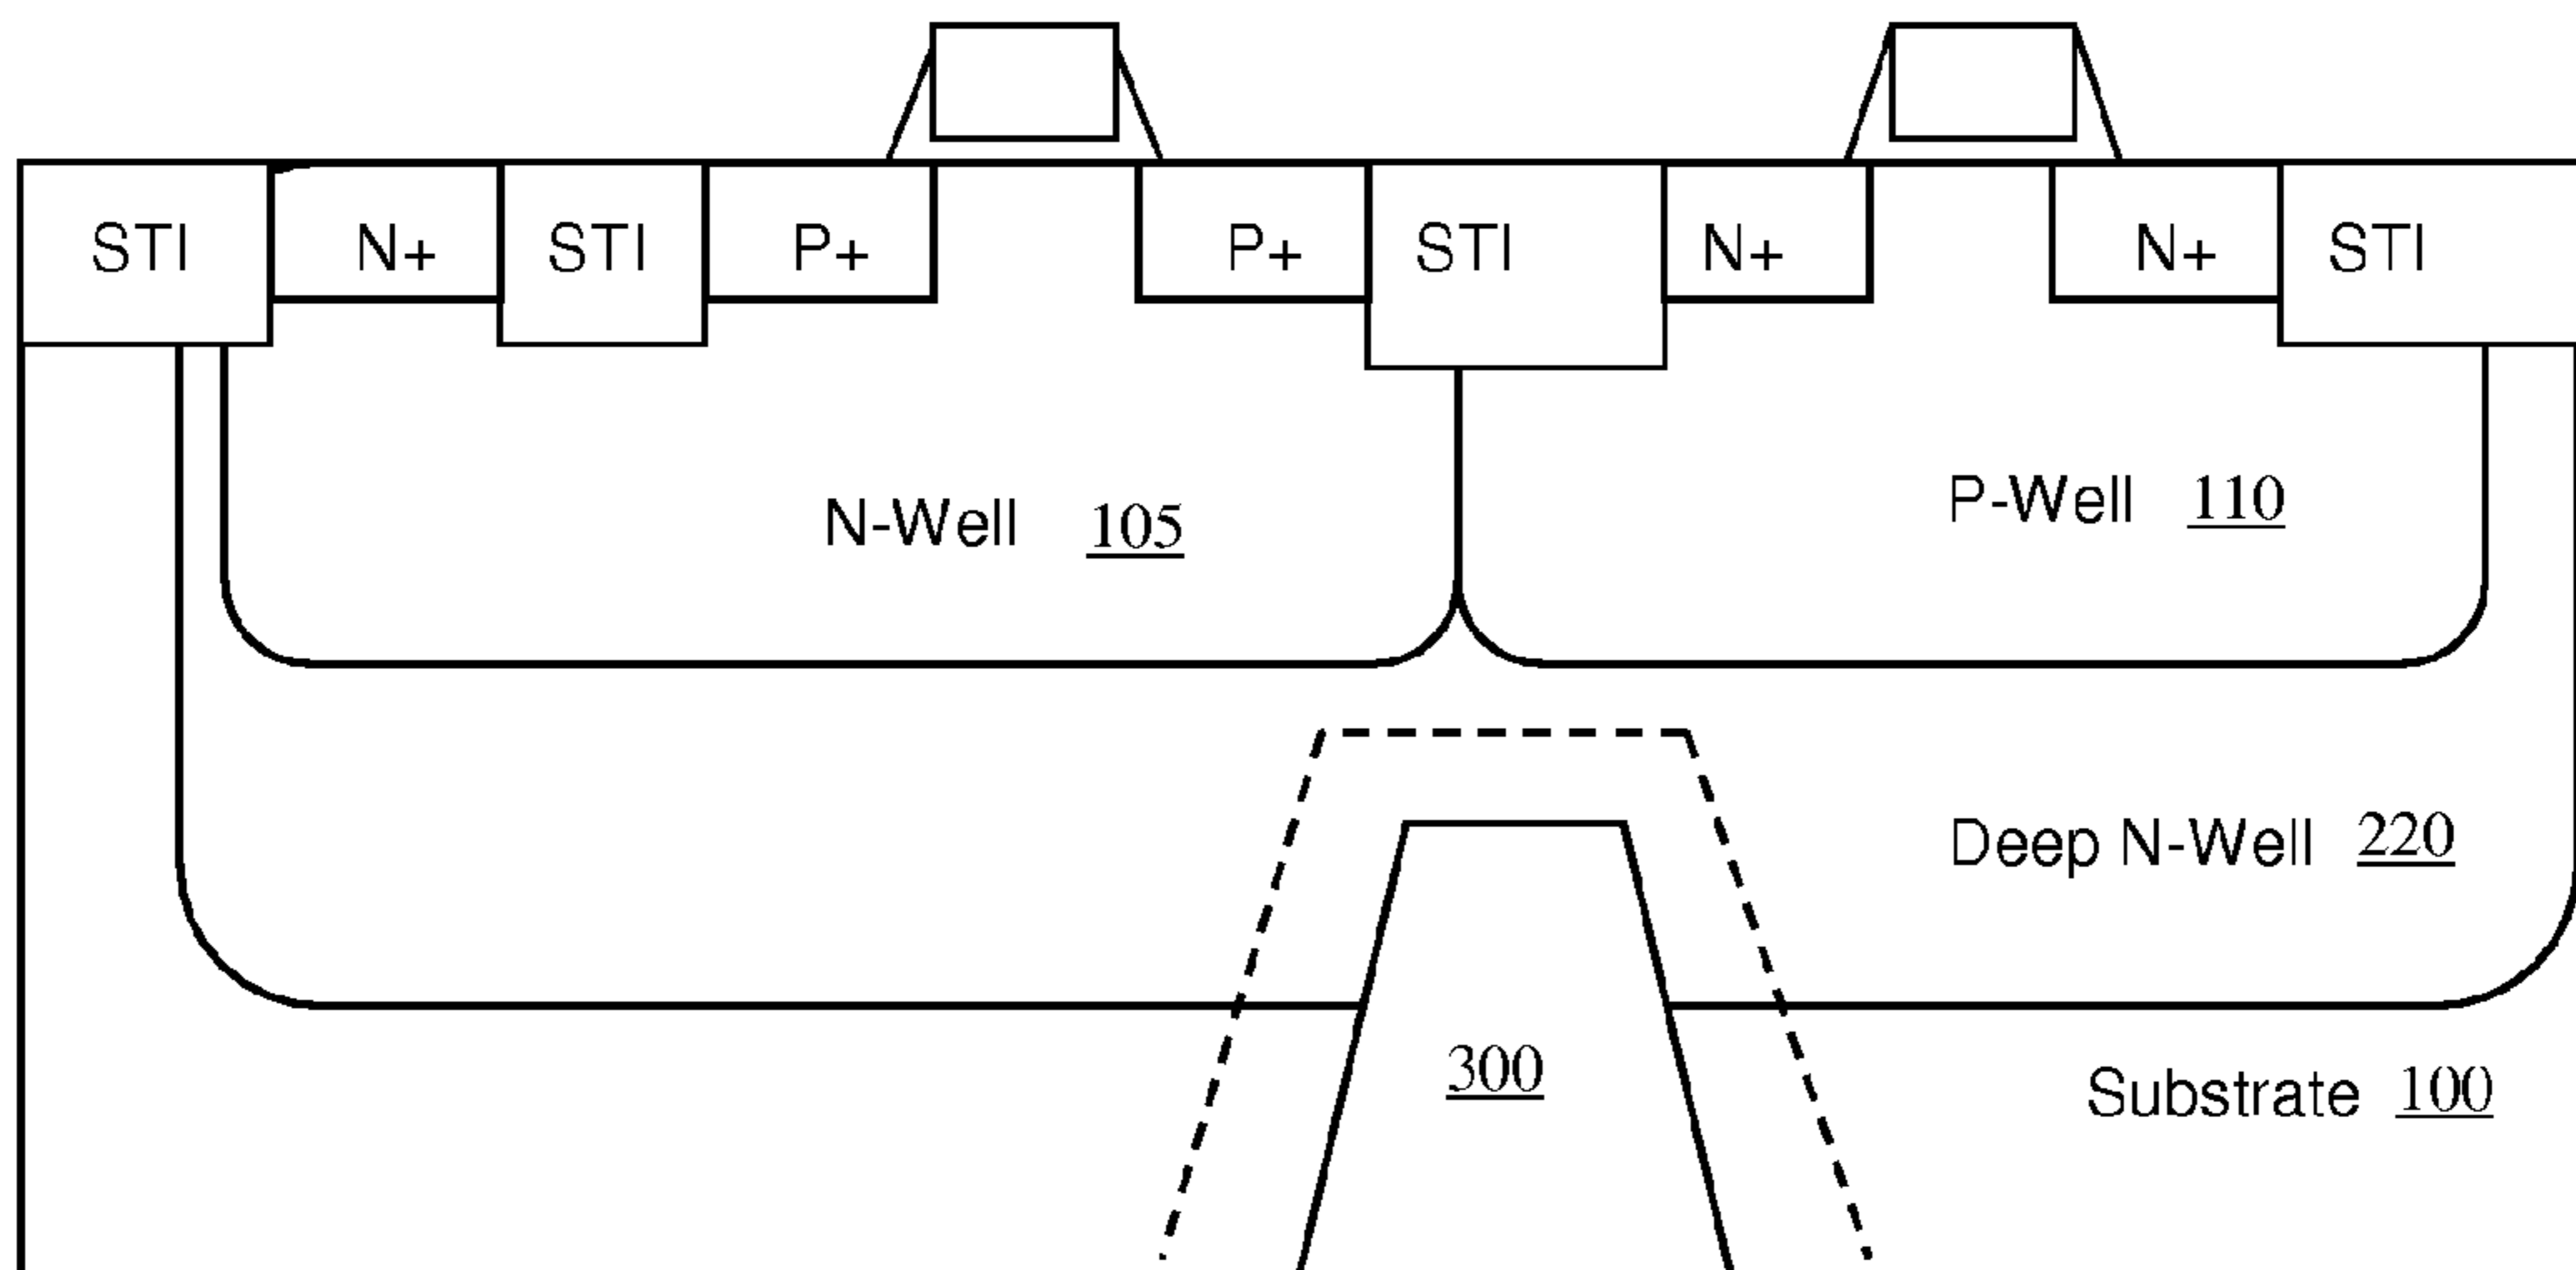 STI N+ STI P+ P+ STI N+ N+ STI
N-Well 105
P-Well 110
Deep N-Well 220
300
Substrate 100